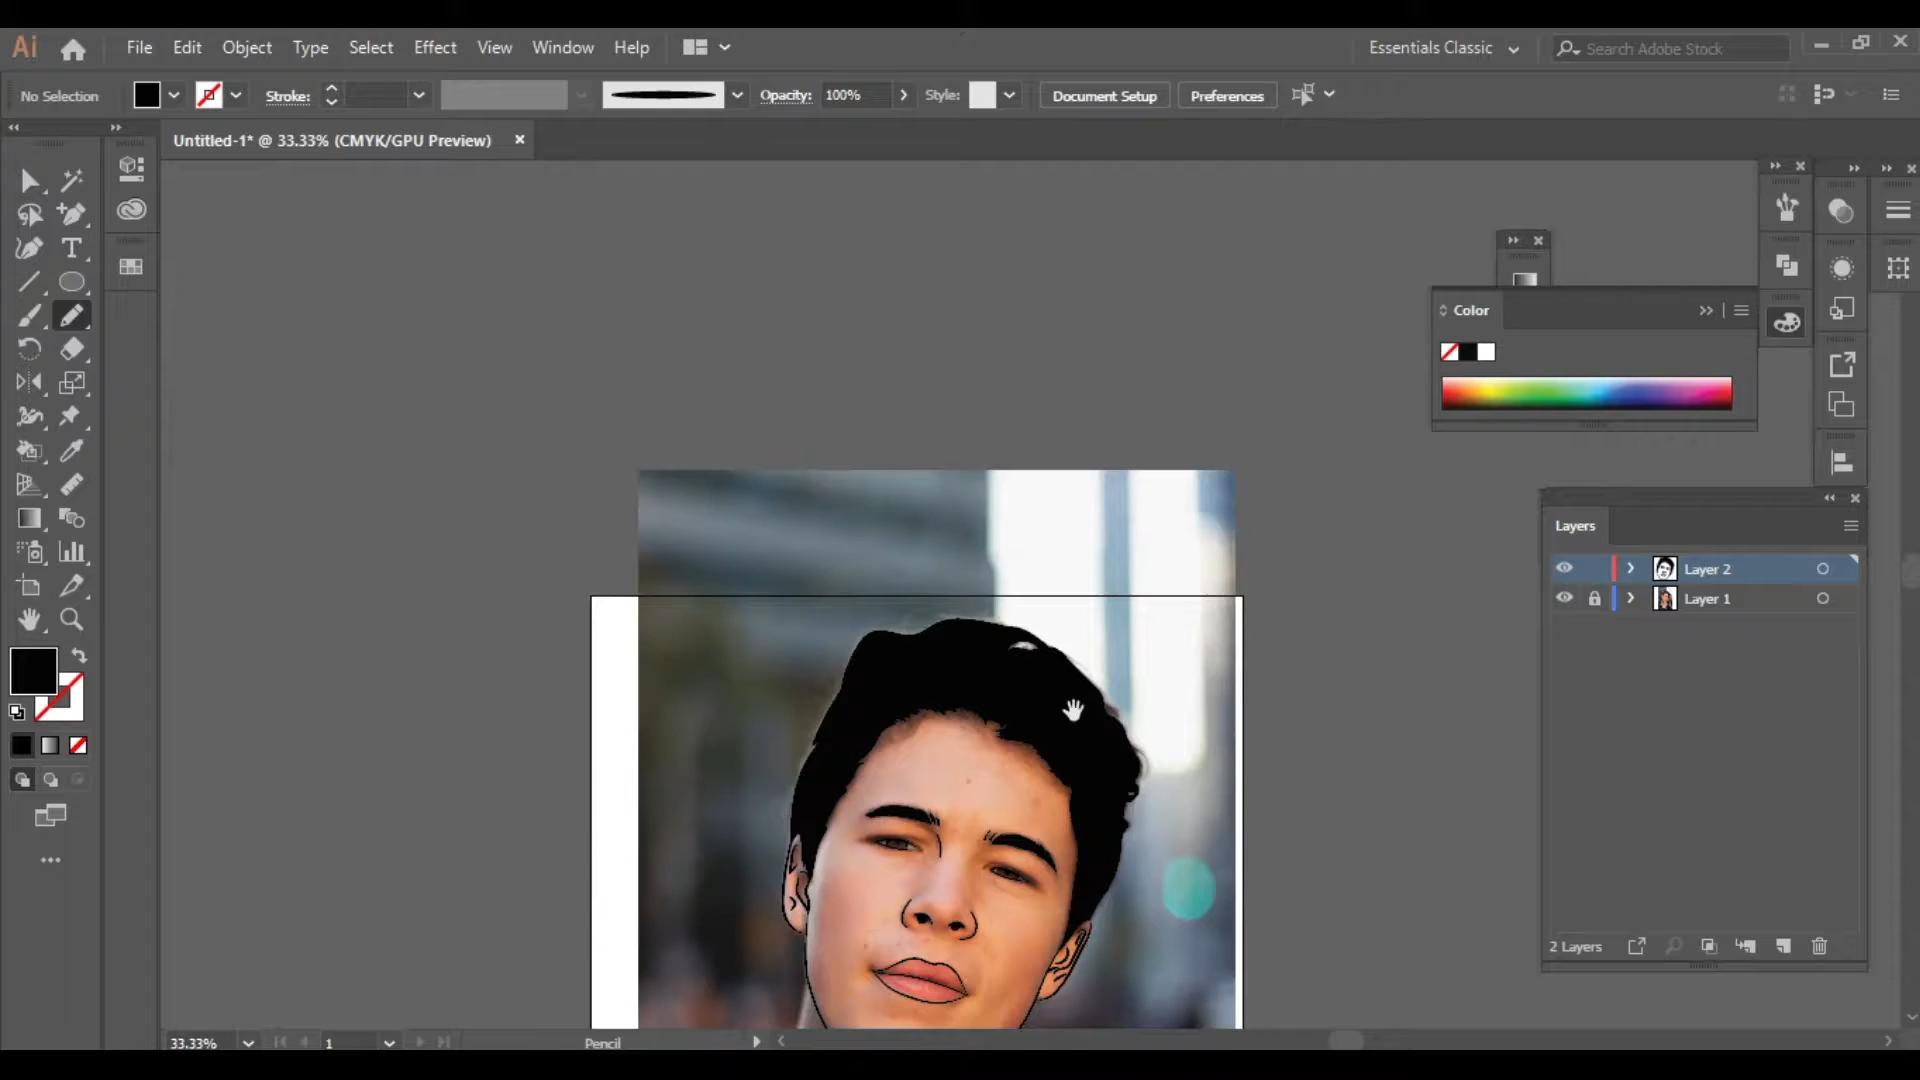 Ai File Edit Object Type Select Effect View Window Help Essentials Classic Search Adobe Stock
No Selection Stroke: Opacity: 100% Style: Document Setup Preferences
Untitled-1* @ 33.33% (CMYK/GPU Preview)
Color
Layers
Layer 2
Layer 1
2 Layers
33.33% 1 Pencil